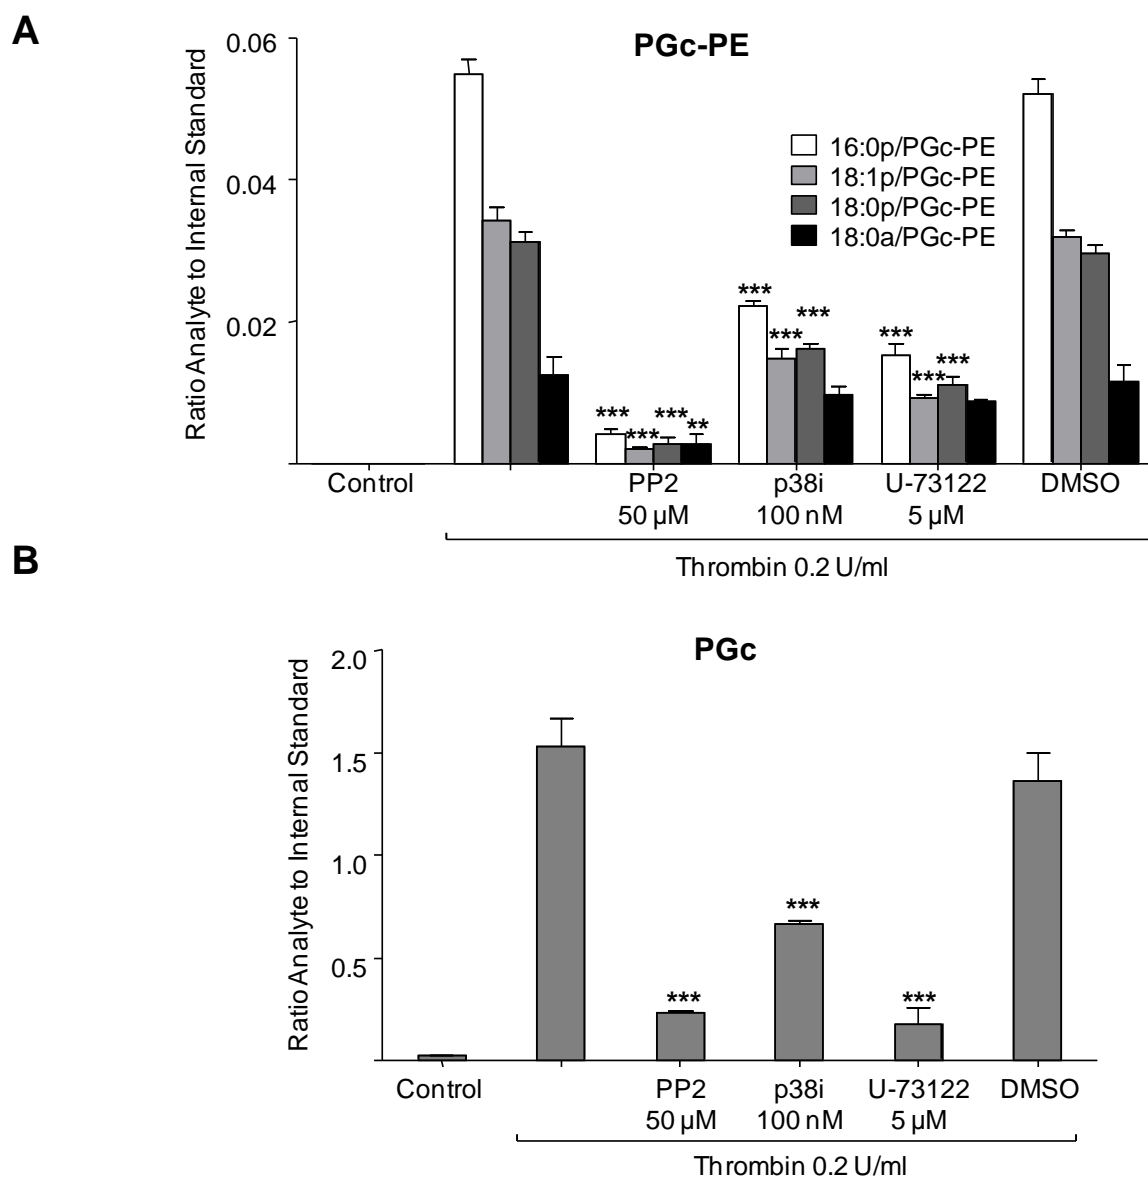 A
PGc-PE
Ratio Analyte to Internal Standard
0.06
0.04
0.02
16:0p/PGc-PE
18:1p/PGc-PE
18:0p/PGc-PE
18:0a/PGc-PE
*** *** *** **
*** *** ***
*** *** ***
Control PP2 p38i U-73122 DMSO
50 µM 100 nM 5 µM
Thrombin 0.2 U/ml
B
PGc
Ratio Analyte to Internal Standard
2.0
1.5
1.0
0.5
*** *** ***
Control PP2 p38i U-73122 DMSO
50 µM 100 nM 5 µM
Thrombin 0.2 U/ml